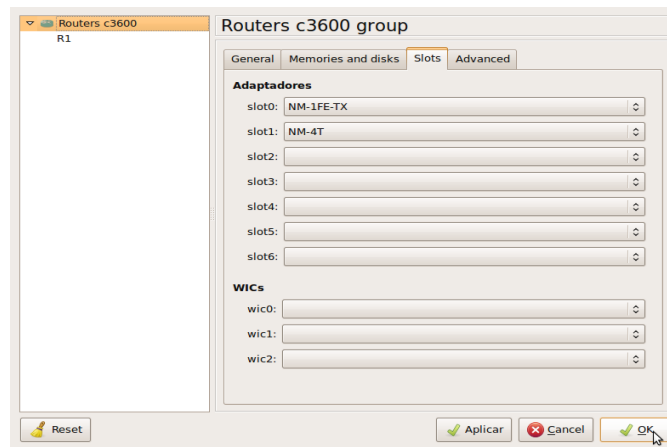 Routers c3600
R1
Routers c3600 group
General Memories and disks Slots Advanced
Adaptadores
slot0: NM-1FE-TX
slot1: NM-4T
slot2:
slot3:
slot4:
slot5:
slot6:
WICs
wic0:
wic1:
wic2:
Reset Aplicar Cancel OK